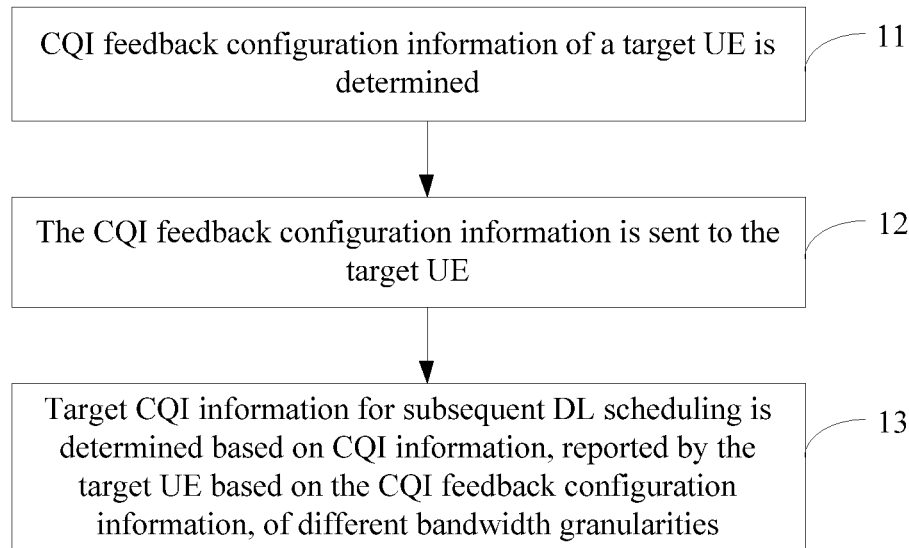 CQI feedback configuration information of a target UE is
determined
11
The CQI feedback configuration information is sent to the
target UE
12
Target CQI information for subsequent DL scheduling is
determined based on CQI information, reported by the
target UE based on the CQI feedback configuration
information, of different bandwidth granularities
13